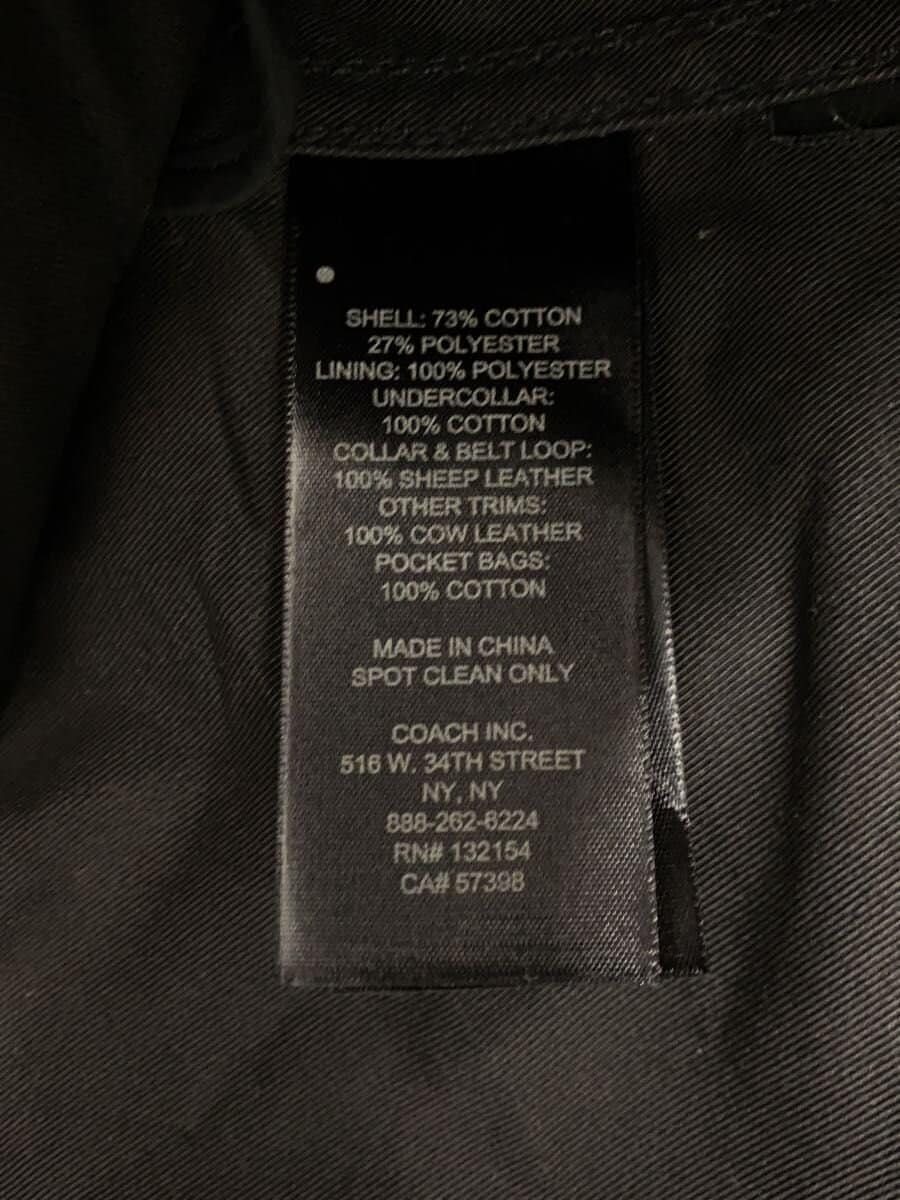 SHELL: 73% COTTON
27% POLYESTER
LINING: 100% POLYESTER
UNDERCOLLAR:
100% COTTON
COLLAR & BELT LOOP:
100% SHEEP LEATHER
OTHER TRIMS:
100% COW LEATHER
POCKET BAGS:
100% COTTON
MADE IN CHINA
SPOT CLEAN ONLY
COACH INC.
516 W. 34TH STREET
NY, NY
888-262-6224
RN# 132154
CA# 57398